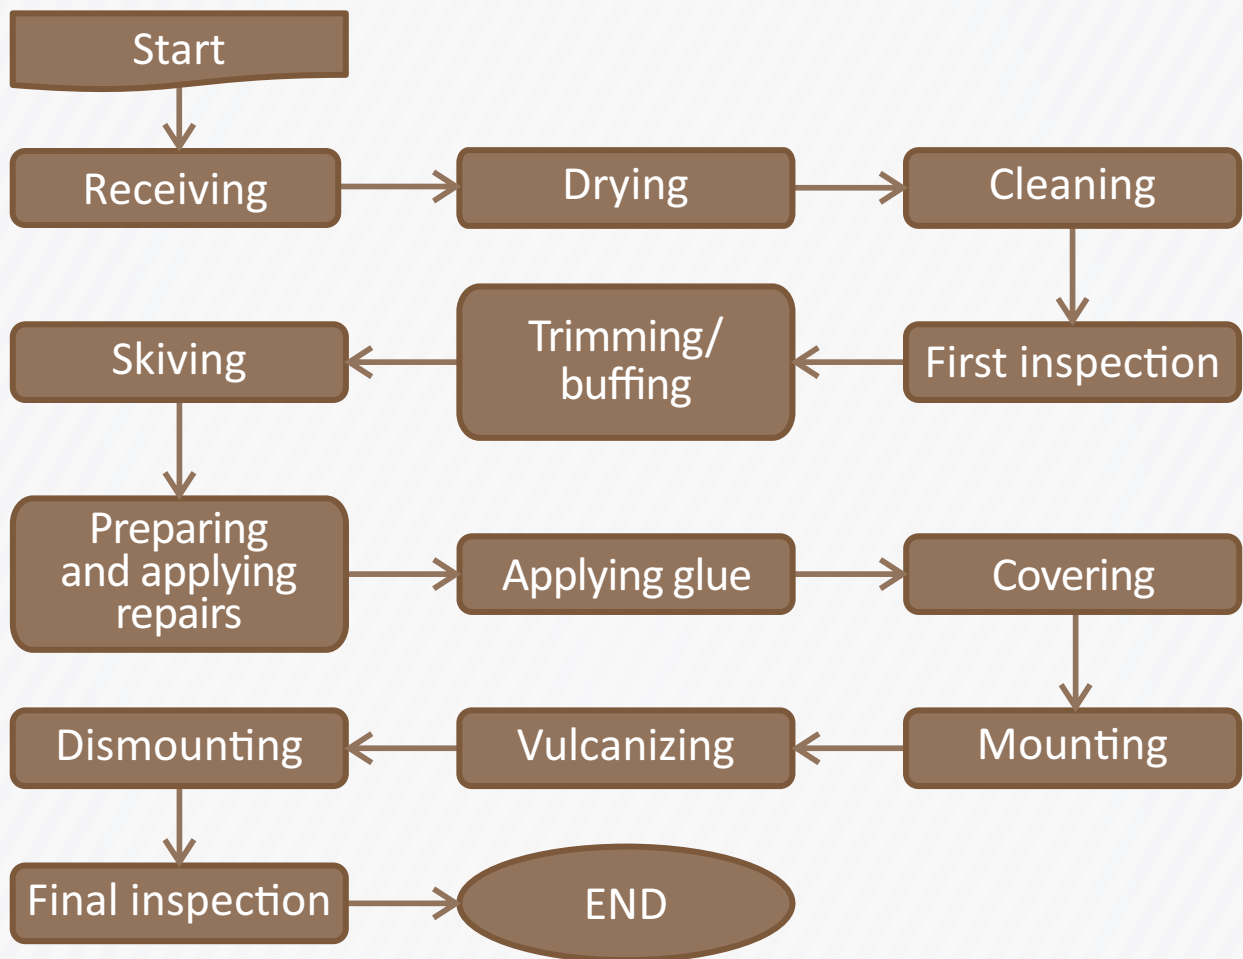 Start
Receiving
Drying
Cleaning
First inspection
Trimming/
buffing
Skiving
Preparing
and applying
repairs
Applying glue
Covering
Mounting
Vulcanizing
Dismounting
Final inspection
END